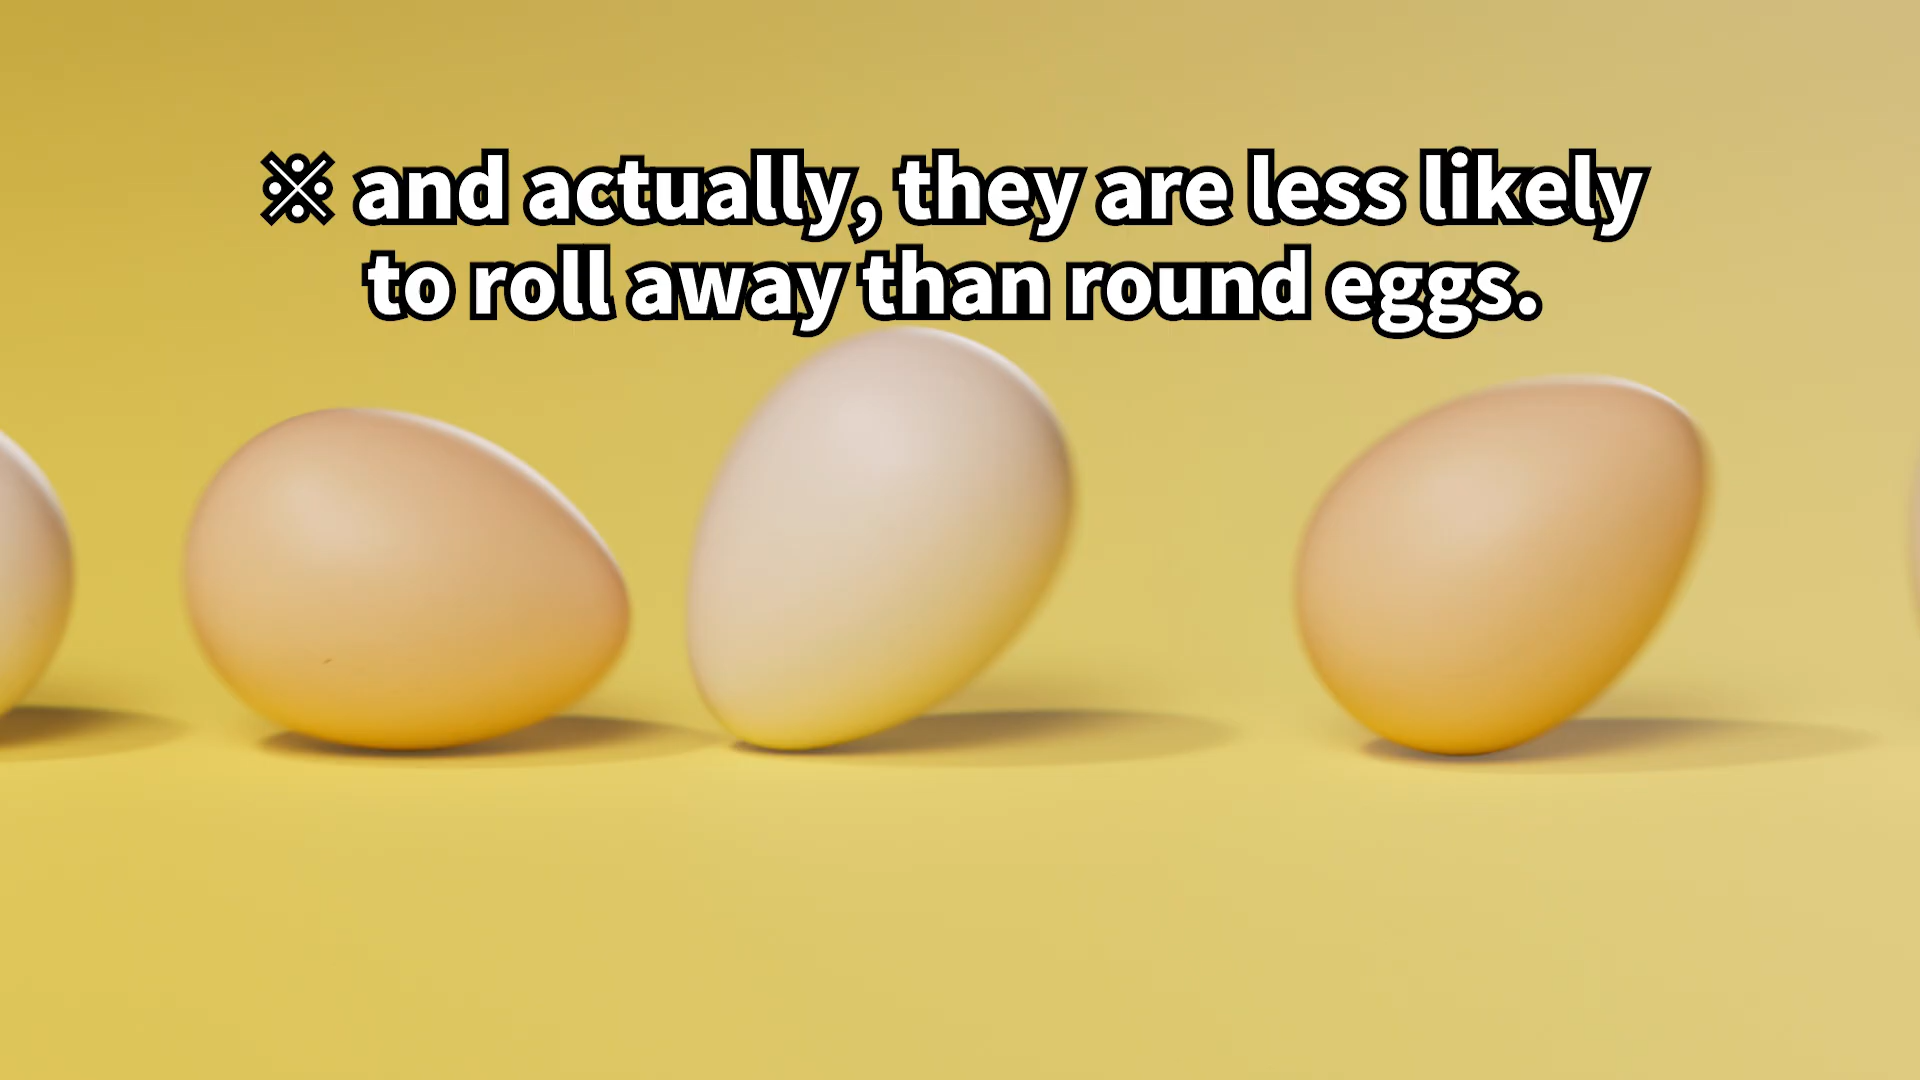 ※ and actually, they are less likely
to roll away than round eggs.